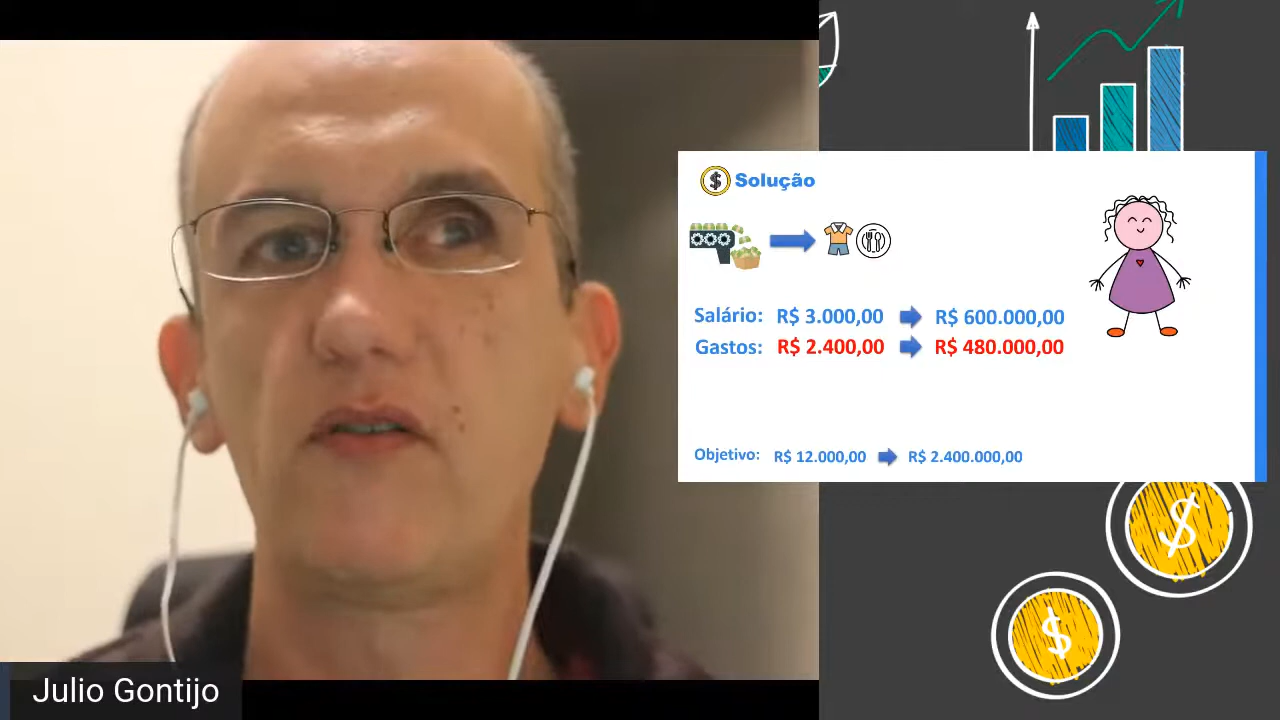 Solução
Salário: R$ 3.000,00 R$ 600.000,00
Gastos: R$ 2.400,00 R$ 480.000,00
Objetivo: R$ 12.000,00 R$ 2.400.000,00
Julio Gontijo